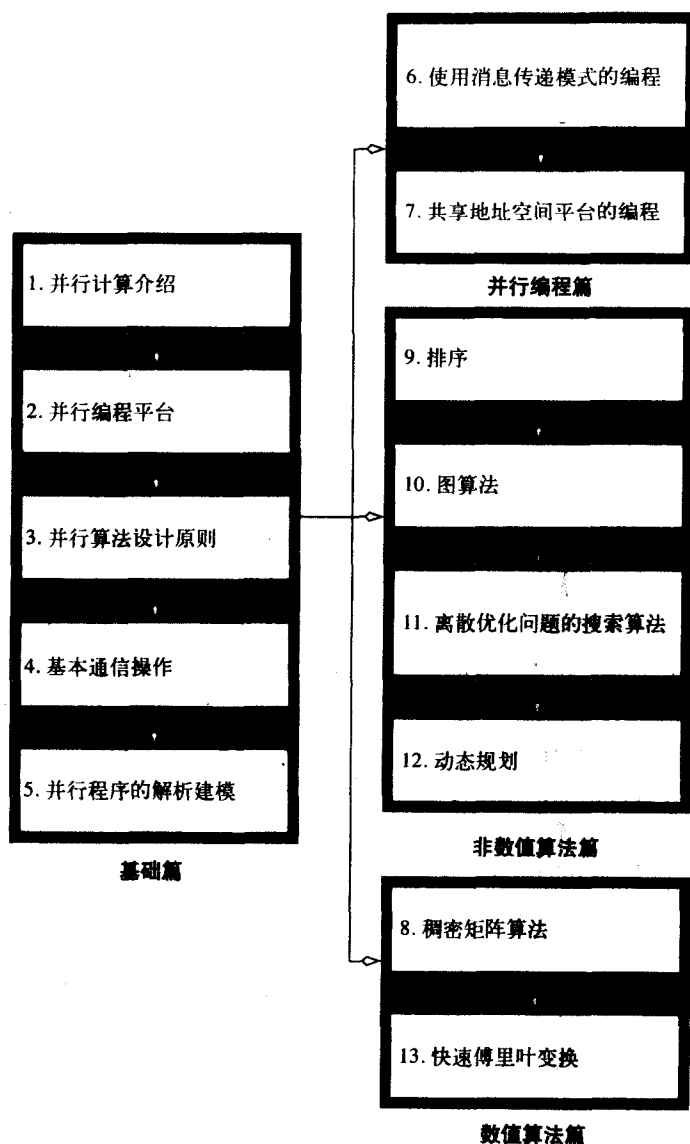 1. 并行计算介绍
2. 并行编程平台
3. 并行算法设计原则
4. 基本通信操作
5. 并行程序的解析建模
基础篇
6. 使用消息传递模式的编程
7. 共享地址空间平台的编程
并行编程篇
9. 排序
10. 图算法
11. 离散优化问题的搜索算法
12. 动态规划
非数值算法篇
8. 稠密矩阵算法
13. 快速傅里叶变换
数值算法篇